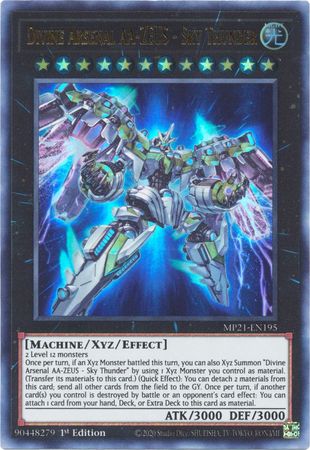 Divine Arsenal AA-ZEUS - Sky Thunder
LIGHT
光
MP21-EN195
[Machine/Xyz/Effect]
2 Level 12 monsters
Once per turn, if an Xyz Monster battled this turn, you can also Xyz Summon "Divine
Arsenal AA-ZEUS - Sky Thunder" by using 1 Xyz Monster you control as material.
(Transfer its materials to this card.) (Quick Effect): You can detach 2 materials from
this card; send all other cards from the field to the GY. Once per turn, if another
card(s) you control is destroyed by battle or an opponent's card effect: You can
attach 1 card from your hand, Deck, or Extra Deck to this card as material.
ATK/3000 DEF/3000
90448279 1st Edition ©2020 Studio Dice/SHUEISHA, TV TOKYO, KONAMI